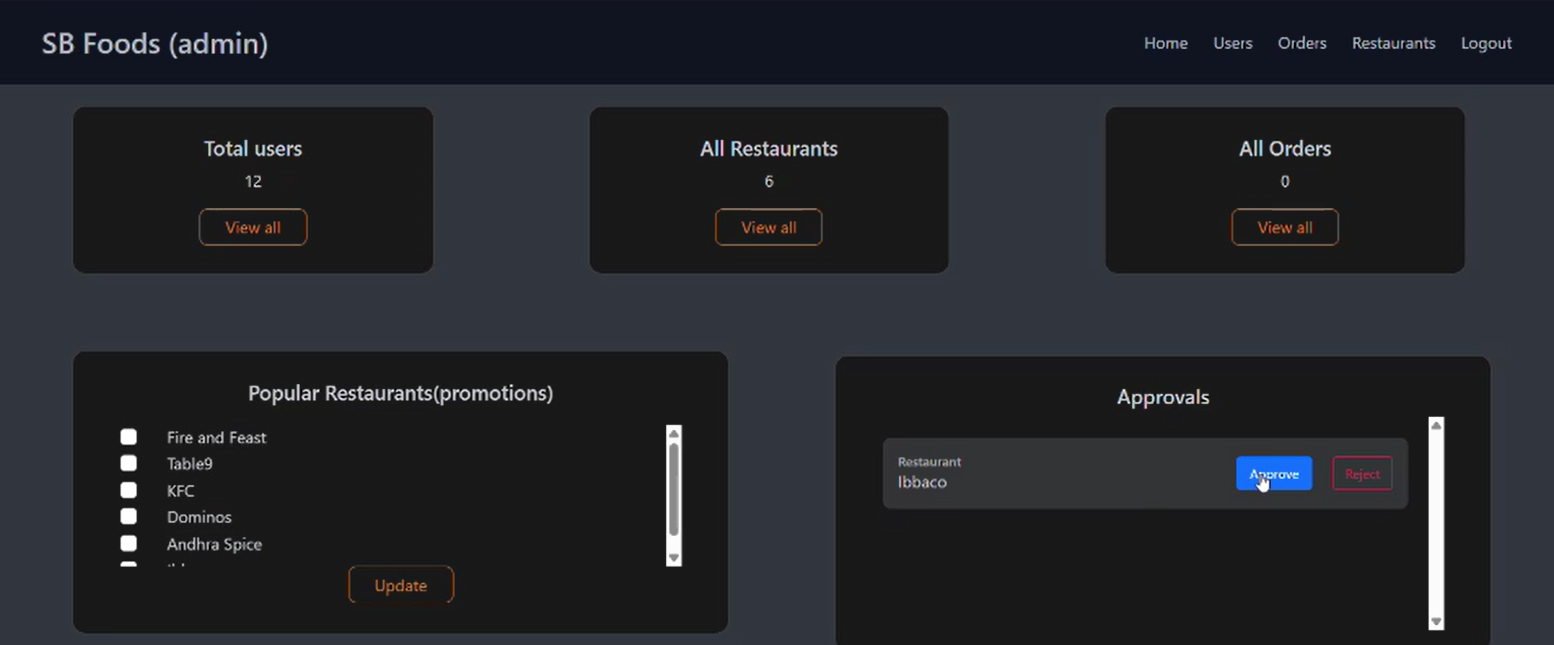 SB Foods (admin)
Home Users Orders Restaurants Logout
Total users
12
View all
All Restaurants
6
View all
All Orders
0
View all
Popular Restaurants(promotions)
Fire and Feast
Table9
KFC
Dominos
Andhra Spice
Update
Approvals
Restaurant
Ibbaco
Approve
Reject